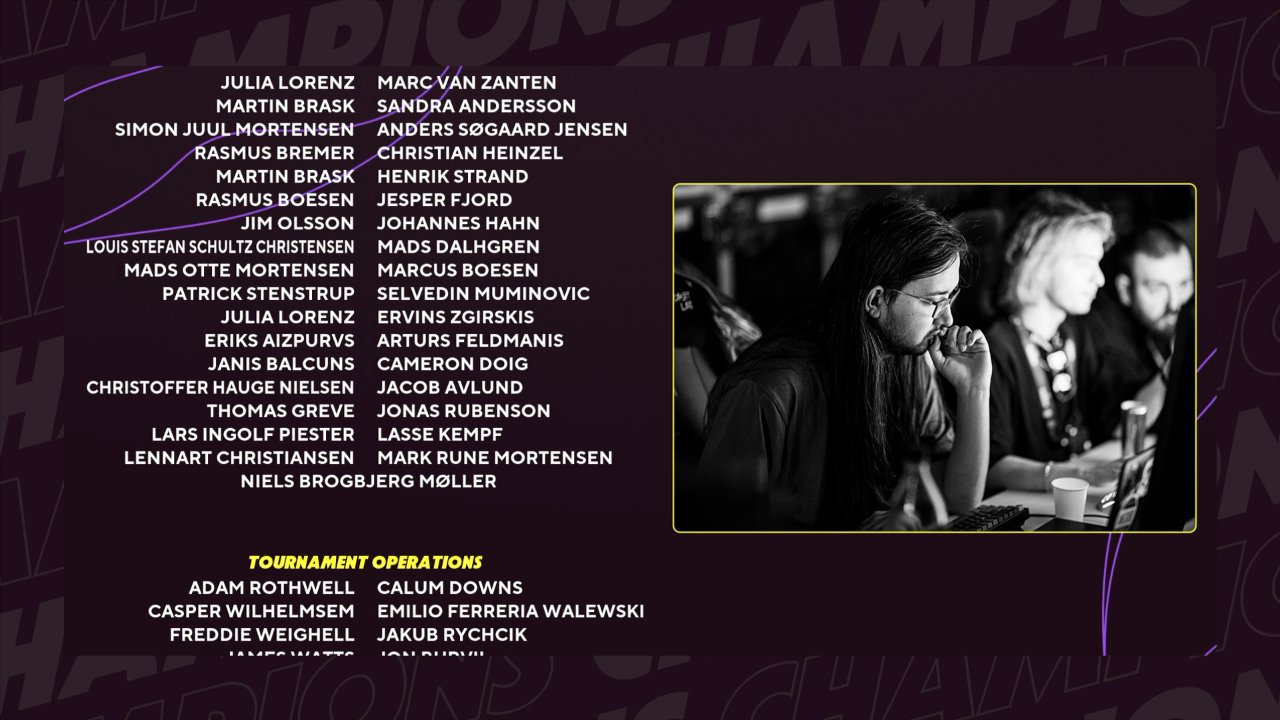 JULIA LORENZ MARC VAN ZANTEN
MARTIN BRASK SANDRA ANDERSSON
SIMON JUUL MORTENSEN ANDERS SØGAARD JENSEN
RASMUS BREMER CHRISTIAN HEINZEL
MARTIN BRASK HENRIK STRAND
RASMUS BOESEN JESPER FJORD
JIM OLSSON JOHANNES HAHN
LOUIS STEFAN SCHULTZ CHRISTENSEN MADS DALHGREN
MADS OTTE MORTENSEN MARCUS BOESEN
PATRICK STENSTRUP SELVEDIN MUMINOVIC
JULIA LORENZ ERVINS ZGIRSKIS
ERIKS AIZPURVS ARTURS FELDMANIS
JANIS BALCUNS CAMERON DOIG
CHRISTOFFER HAUGE NIELSEN JACOB AVLUND
THOMAS GREVE JONAS RUBENSON
LARS INGOLF PIESTER LASSE KEMPF
LENNART CHRISTIANSEN MARK RUNE MORTENSEN
NIELS BROGBJERG MØLLER
TOURNAMENT OPERATIONS
ADAM ROTHWELL CALUM DOWNS
CASPER WILHELMSEM EMILIO FERRERIA WALEWSKI
FREDDIE WEIGHELL JAKUB RYCHCIK
JAMES WATTS JON